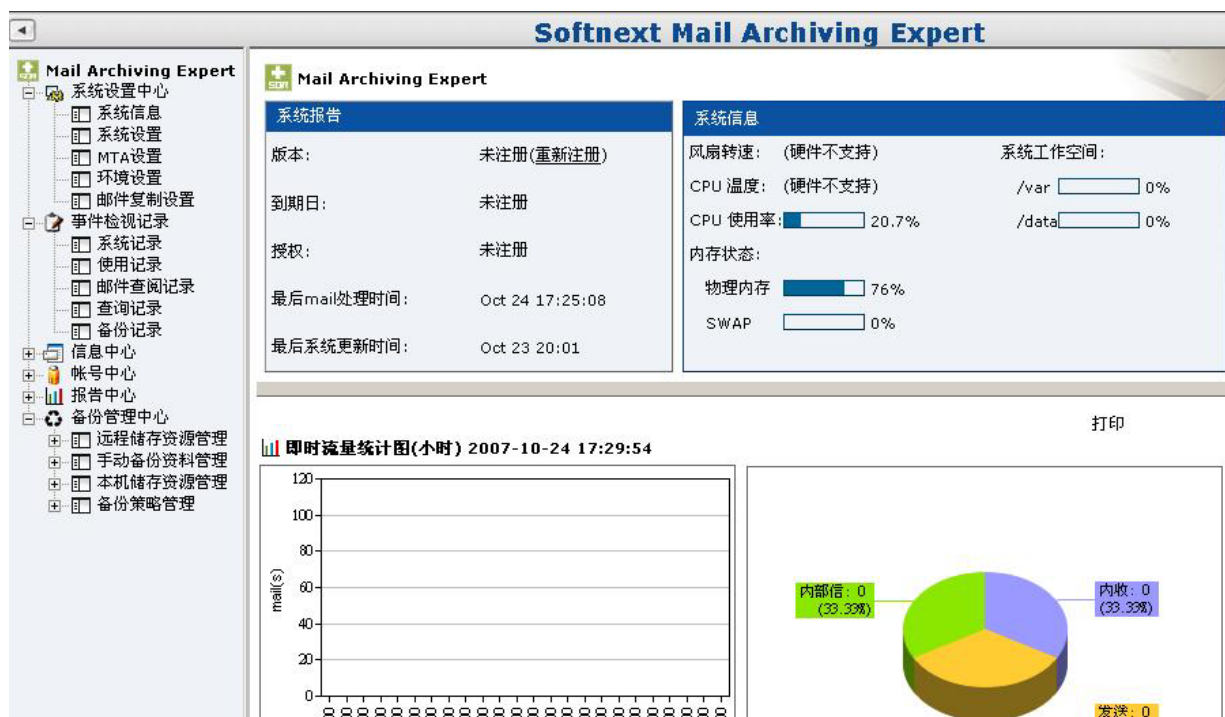 Softnext Mail Archiving Expert
Mail Archiving Expert
系统设置中心
系统信息
系统设置
MTA设置
环境设置
邮件复制设置
事件检视记录
系统记录
使用记录
邮件查阅记录
查询记录
备份记录
信息中心
帐号中心
报告中心
备份管理中心
远程储存资源管理
手动备份资料管理
本机储存资源管理
备份策略管理
Mail Archiving Expert
系统报告
版本: 未注册(重新注册)
到期日: 未注册
授权: 未注册
最后mail处理时间: Oct 24 17:25:08
最后系统更新时间: Oct 23 20:01
系统信息
风扇转速: (硬件不支持) 系统工作空间:
CPU 温度: (硬件不支持) /var 0%
CPU 使用率: 20.7% /data 0%
内存状态:
物理内存 76%
SWAP 0%
打印
即时流量统计图(小时) 2007-10-24 17:29:54
120
100
80
60
40
20
0
mail(s)
内部信: 0
(33.33%)
内收: 0
(33.33%)
发送: 0